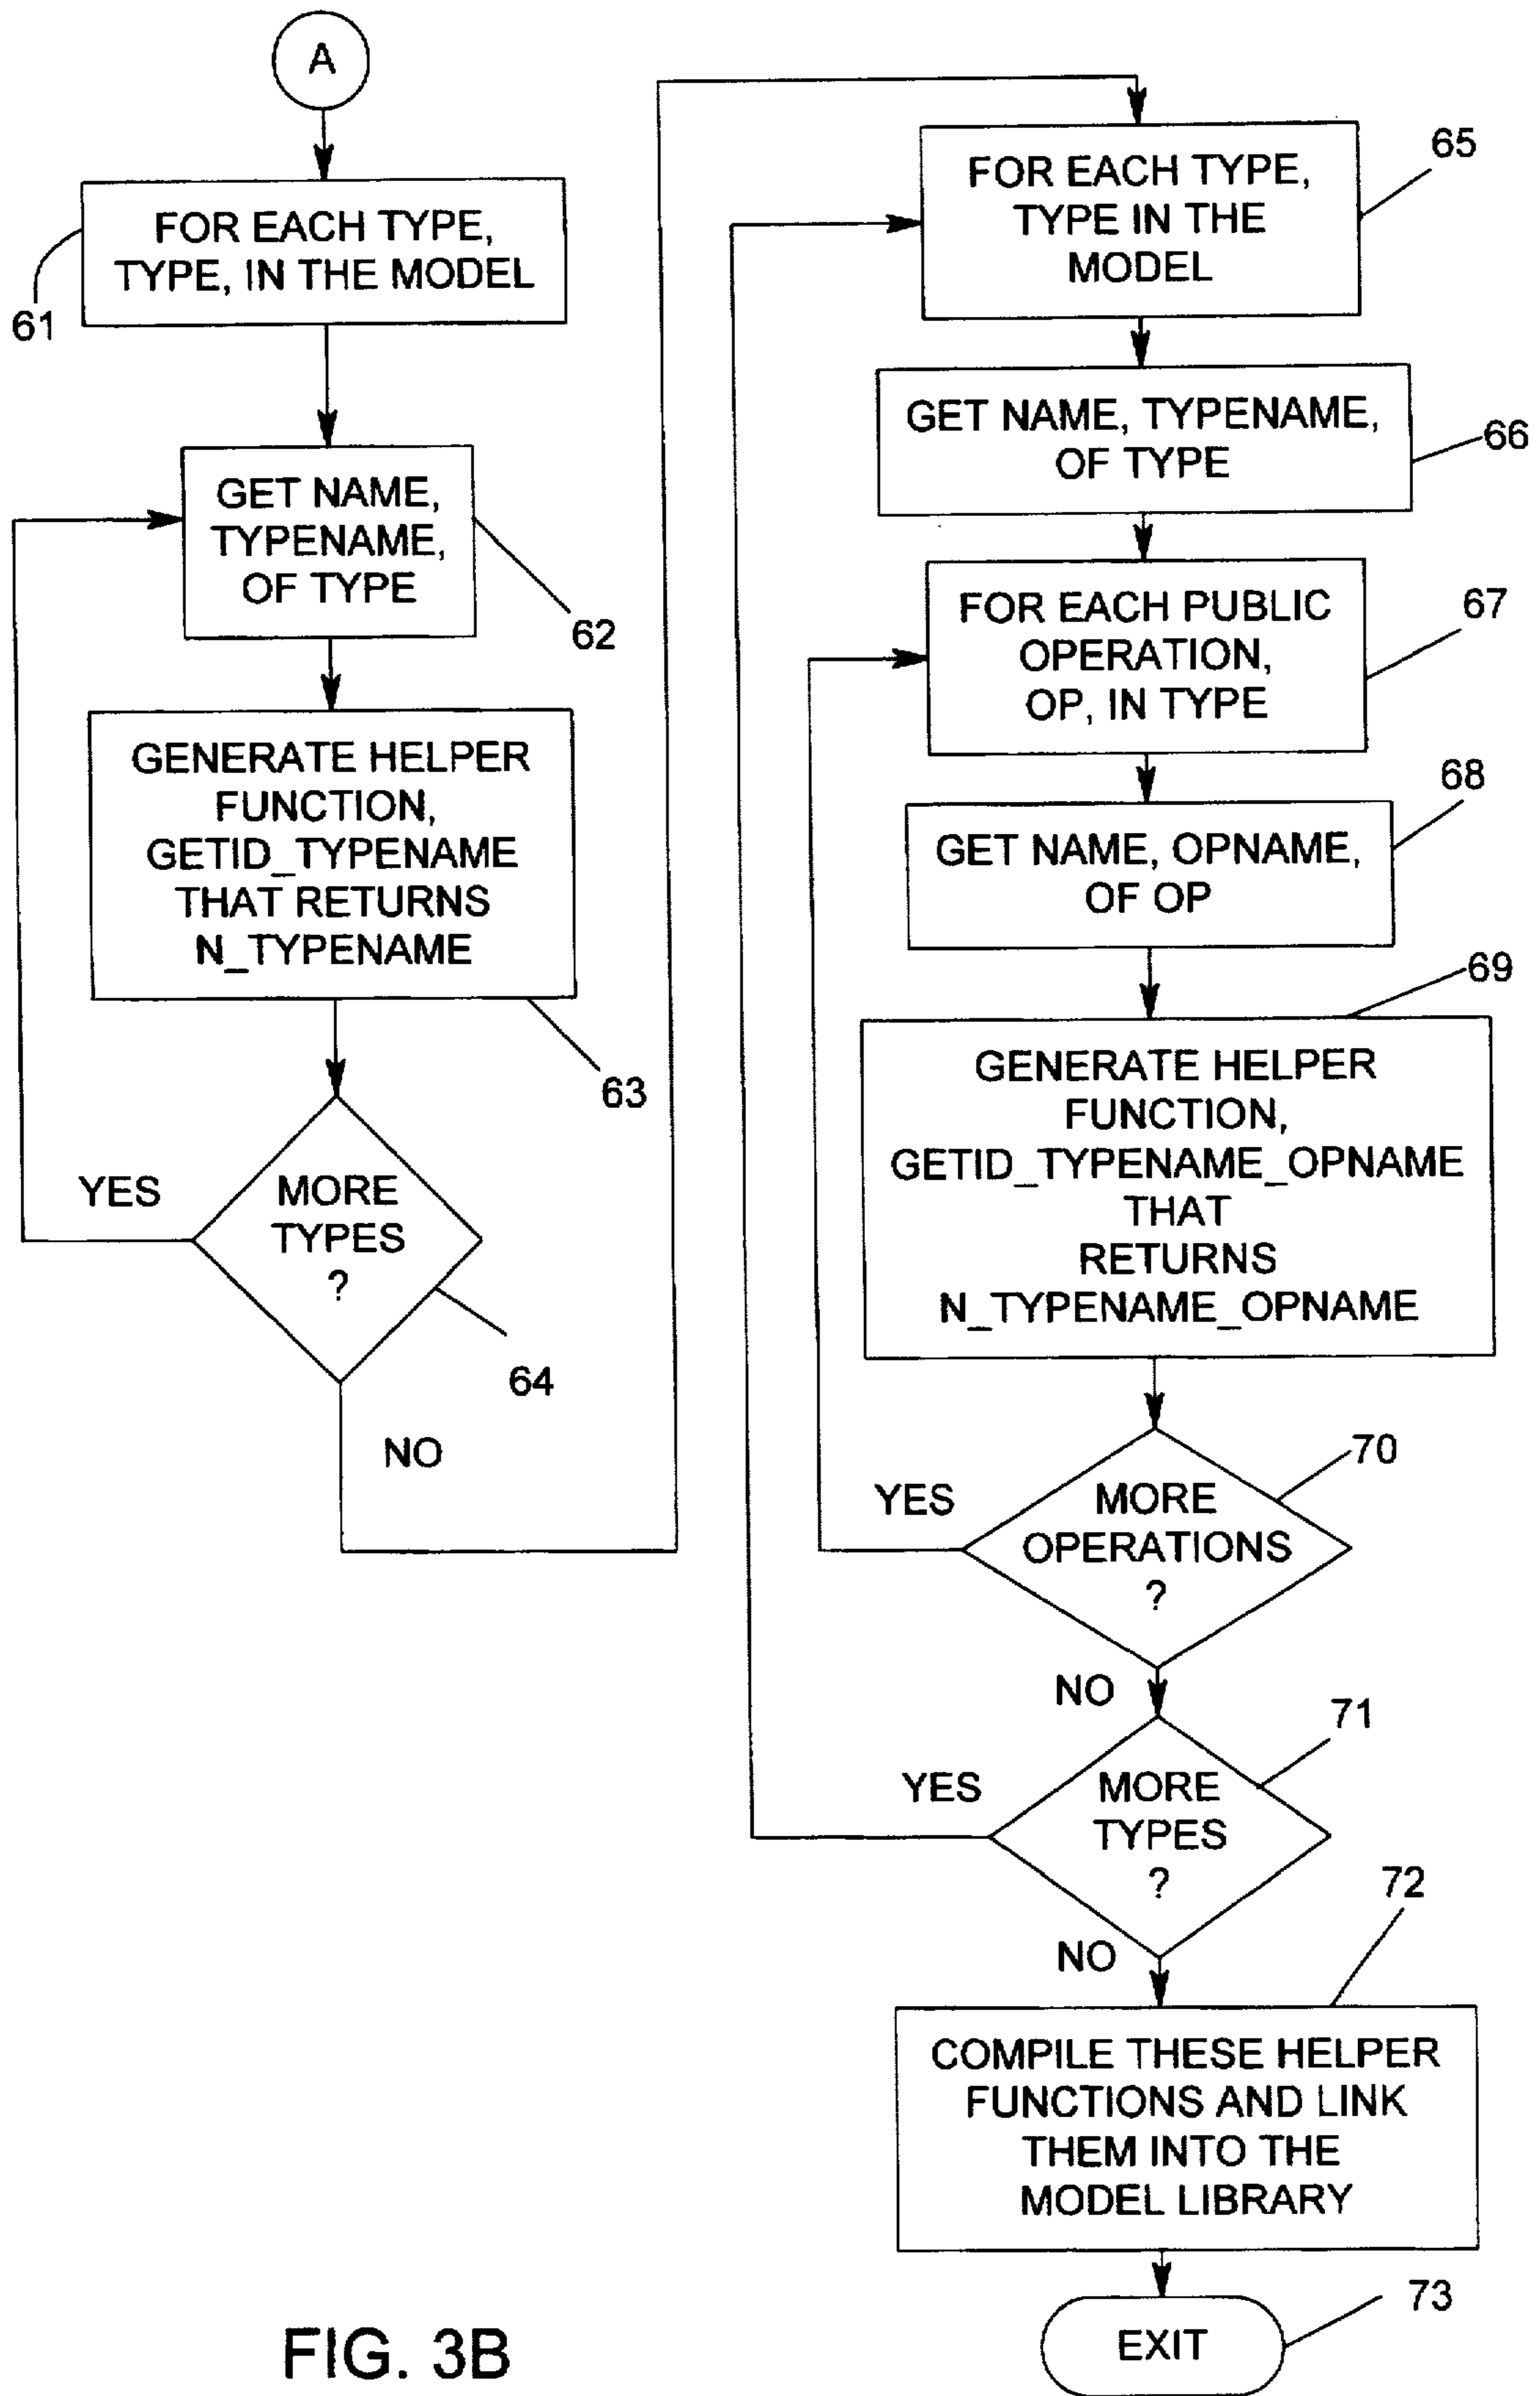 A
FOR EACH TYPE,
TYPE, IN THE MODEL
61
GET NAME,
TYPENAME,
OF TYPE
62
GENERATE HELPER
FUNCTION,
GETID_TYPENAME
THAT RETURNS
N_TYPENAME
63
YES
MORE
TYPES
?
64
NO
FOR EACH TYPE,
TYPE IN THE
MODEL
65
GET NAME, TYPENAME,
OF TYPE
66
FOR EACH PUBLIC
OPERATION,
OP, IN TYPE
67
GET NAME, OPNAME,
OF OP
68
GENERATE HELPER
FUNCTION,
GETID_TYPENAME_OPNAME
THAT
RETURNS
N_TYPENAME_OPNAME
69
YES
MORE
OPERATIONS
?
70
NO
YES
MORE
TYPES
?
71
NO
COMPILE THESE HELPER
FUNCTIONS AND LINK
THEM INTO THE
MODEL LIBRARY
72
EXIT
73
FIG. 3B